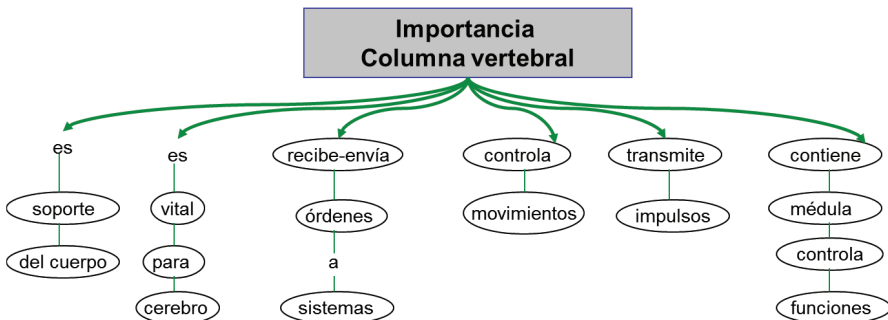 Importancia
Columna vertebral
es
soporte
del cuerpo
es
vital
para
cerebro
recibe-envía
órdenes
a
sistemas
controla
movimientos
transmite
impulsos
contiene
médula
controla
funciones